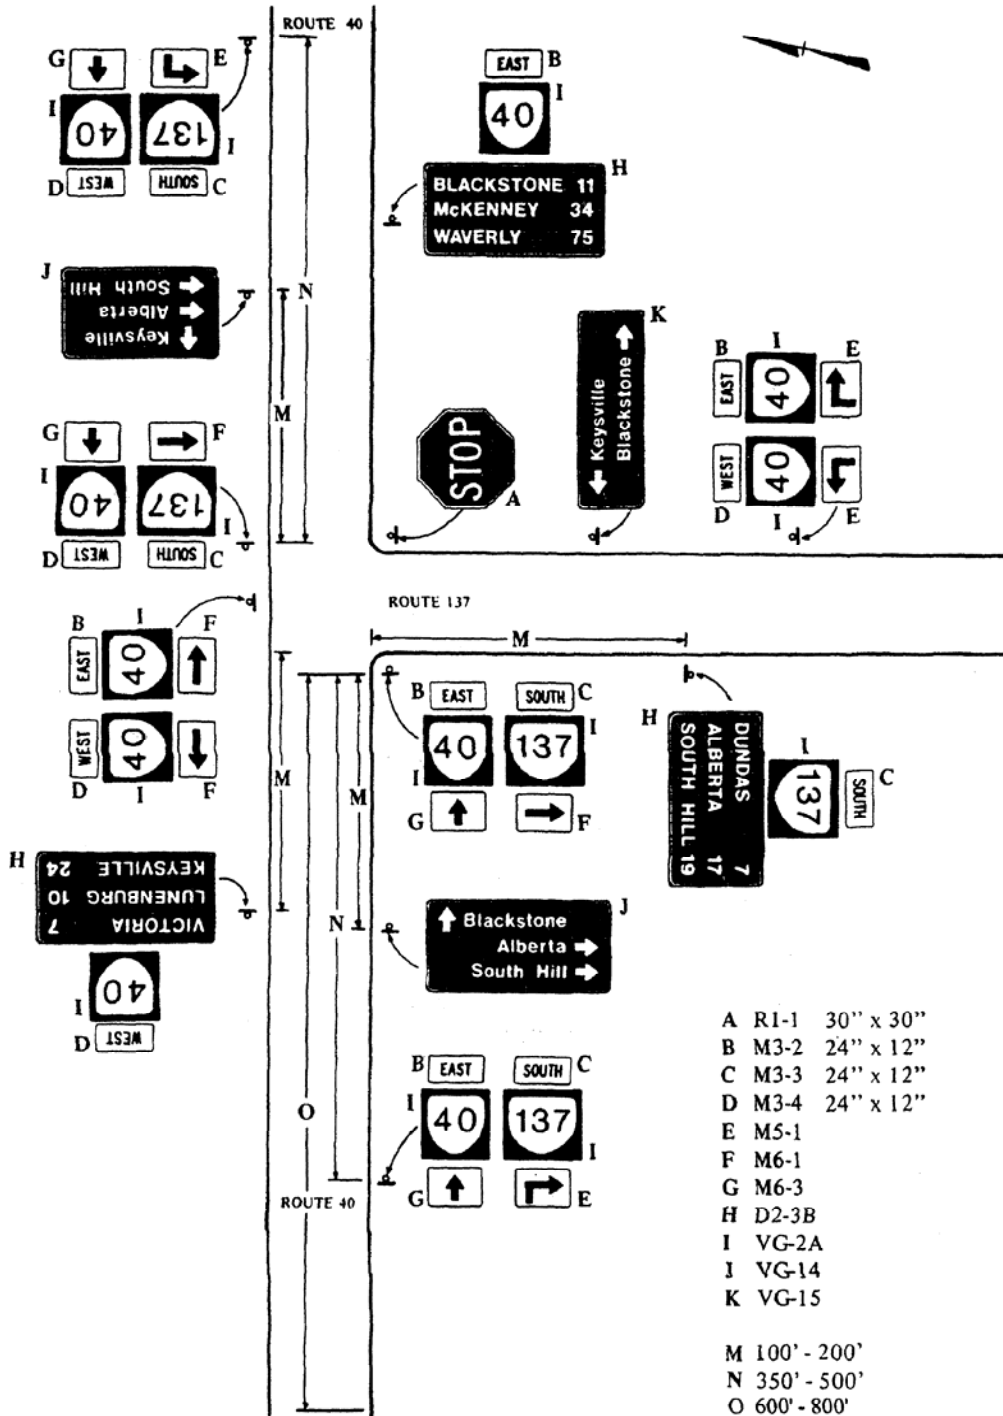 ROUTE 40
G E
I 40 137 I
D WEST SOUTH C
EAST B
40 I
H
BLACKSTONE 11
McKENNEY 34
WAVERLY 75
J
Keysville
Alberta
South Hill
N
M
K
Keysville
Blackstone
STOP
A
B EAST I 40 E
D WEST I 40 E
G F
I 40 137 I
D WEST SOUTH C
ROUTE 137
M
B EAST I 40 F
D WEST I 40 F
M
B EAST SOUTH C
40 137 I
I
G F
M
H
DUNDAS 7
ALBERTA 17
SOUTH HILL 19
I 137
SOUTH C
H
VICTORIA 7
LUNENBURG 10
KEYSVILLE 24
I 40
D WEST
N
J
Blackstone
Alberta
South Hill
B EAST SOUTH C
I 40 137 I
G E
O
ROUTE 40
A R1-1 30” x 30”
B M3-2 24” x 12”
C M3-3 24” x 12”
D M3-4 24” x 12”
E M5-1
F M6-1
G M6-3
H D2-3B
I VG-2A
J VG-14
K VG-15
M 100' - 200'
N 350' - 500'
O 600' - 800'